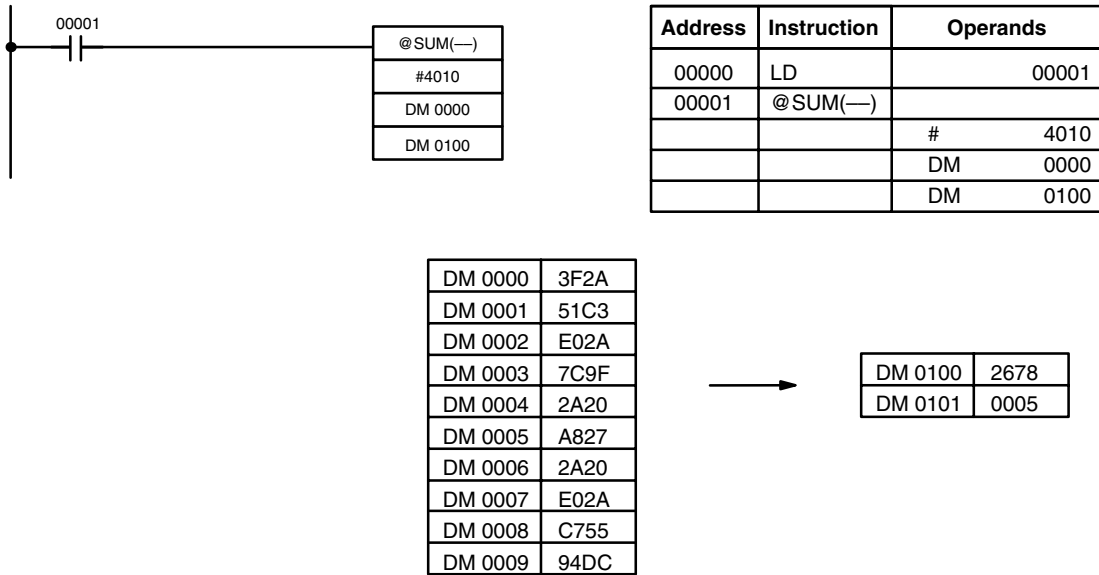 00001
@SUM(––)
#4010
DM 0000
DM 0100
Address Instruction Operands
00000 LD 00001
00001 @SUM(––)
# 4010
DM 0000
DM 0100
DM 0000 3F2A
DM 0001 51C3
DM 0002 E02A
DM 0003 7C9F
DM 0004 2A20
DM 0005 A827
DM 0006 2A20
DM 0007 E02A
DM 0008 C755
DM 0009 94DC
DM 0100 2678
DM 0101 0005